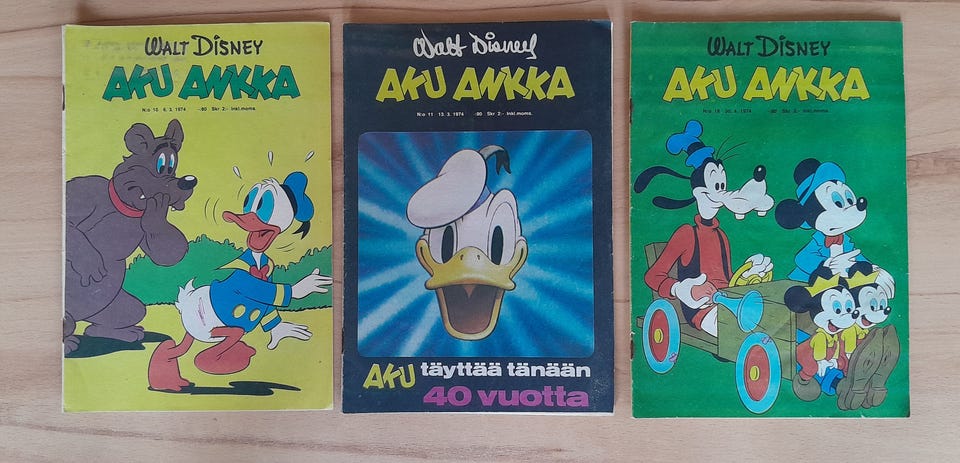 WALT DISNEY
AKU ANKKA
N:o 10 6. 3. 1974 -90 Skr 2:- Inkl.moms.
Walt Disney
AKU ANKKA
N:o 11 13. 3. 1974 -90 Skr 2:- Inkl.moms.
AKU täyttää tänään
40 vuotta
WALT DISNEY
AKU ANKKA
N:o 4. 1974 -90 Skr 2:- Inkl.moms.